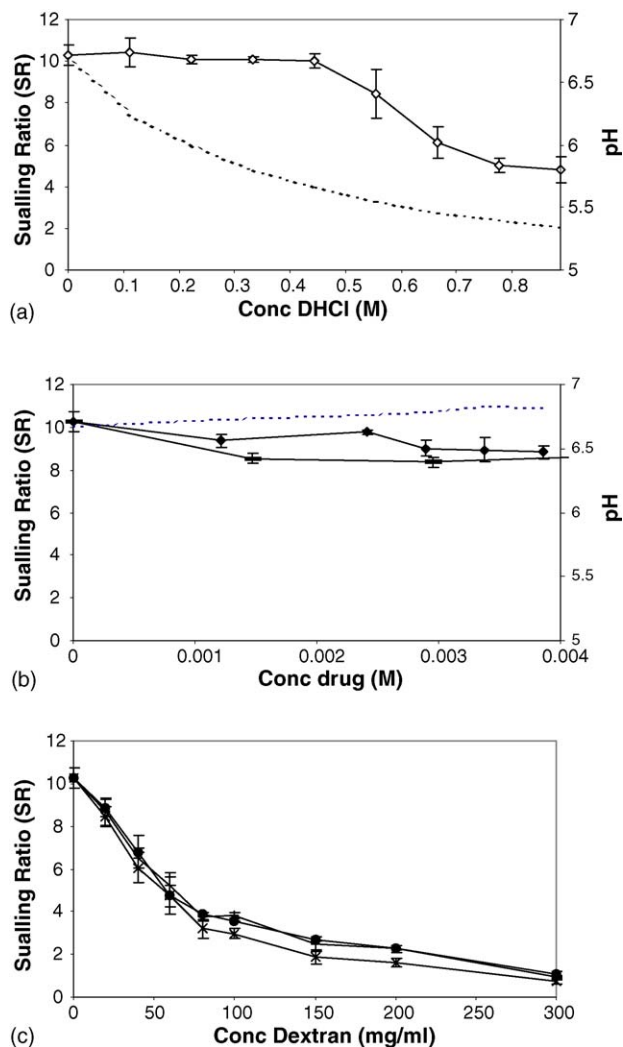 12
10
8
6
4
2
0
7
6.5
6
5.5
5
0 0.1 0.2 0.3 0.4 0.5 0.6 0.7 0.8
Sualling Ratio (SR)
pH
(a) Conc DHCl (M)
12
10
8
6
4
2
0
7
6.5
6
5.5
5
0 0.001 0.002 0.003 0.004
Sualling Ratio (SR)
pH
(b) Conc drug (M)
12
10
8
6
4
2
0
0 50 100 150 200 250 300
Sualling Ratio (SR)
(c) Conc Dextran (mg/ml)